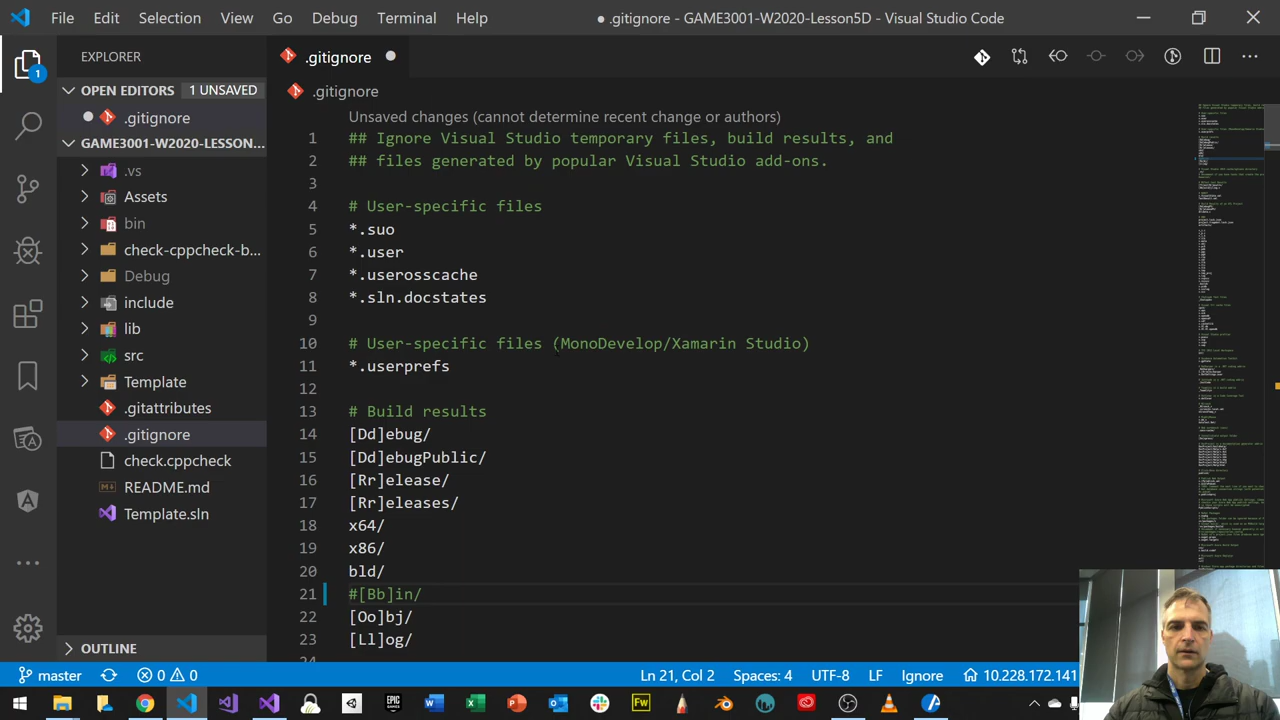 File Edit Selection View Go Debug Terminal Help
.gitignore - GAME3001-W2020-Lesson5D - Visual Studio Code
EXPLORER
OPEN EDITORS 1 UNSAVED
.gitignore
GAME3001-W2020-LESSON...
.vs
Assets
bin
check-cppcheck-b...
Debug
include
lib
src
Template
.gitattributes
.gitignore
check.cppcheck
README.md
Template.sln
OUTLINE
1
.gitignore
.gitignore
Unsaved changes (cannot determine recent change or authors)
1 ## Ignore Visual Studio temporary files, build results, and
2 ## files generated by popular Visual Studio add-ons.
3
4 # User-specific files
5 *.suo
6 *.user
7 *.userosscache
8 *.sln.docstates
9
10 # User-specific files (MonoDevelop/Xamarin Studio)
11 *.userprefs
12
13 # Build results
14 [Dd]ebug/
15 [Dd]ebugPublic/
16 [Rr]elease/
17 [Rr]eleases/
18 x64/
19 x86/
20 bld/
21 #[Bb]in/
22 [Oo]bj/
23 [Ll]og/
master 0 0 Ln 21, Col 2 Spaces: 4 UTF-8 LF Ignore 10.228.172.141
EPIC GAMES
Fw